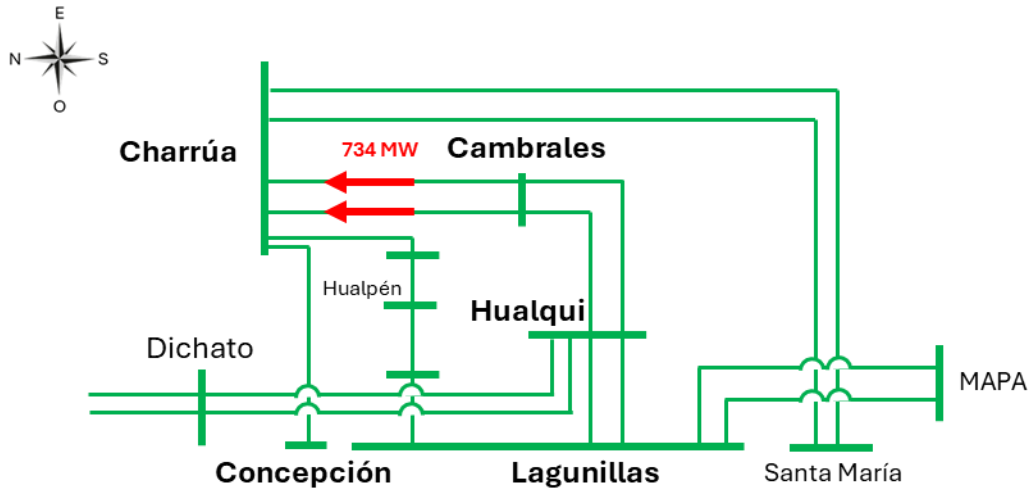 E
N S
O
Charrúa
734 MW
Cambrales
Hualpén
Hualqui
Dichato
MAPA
Concepción
Lagunillas
Santa María